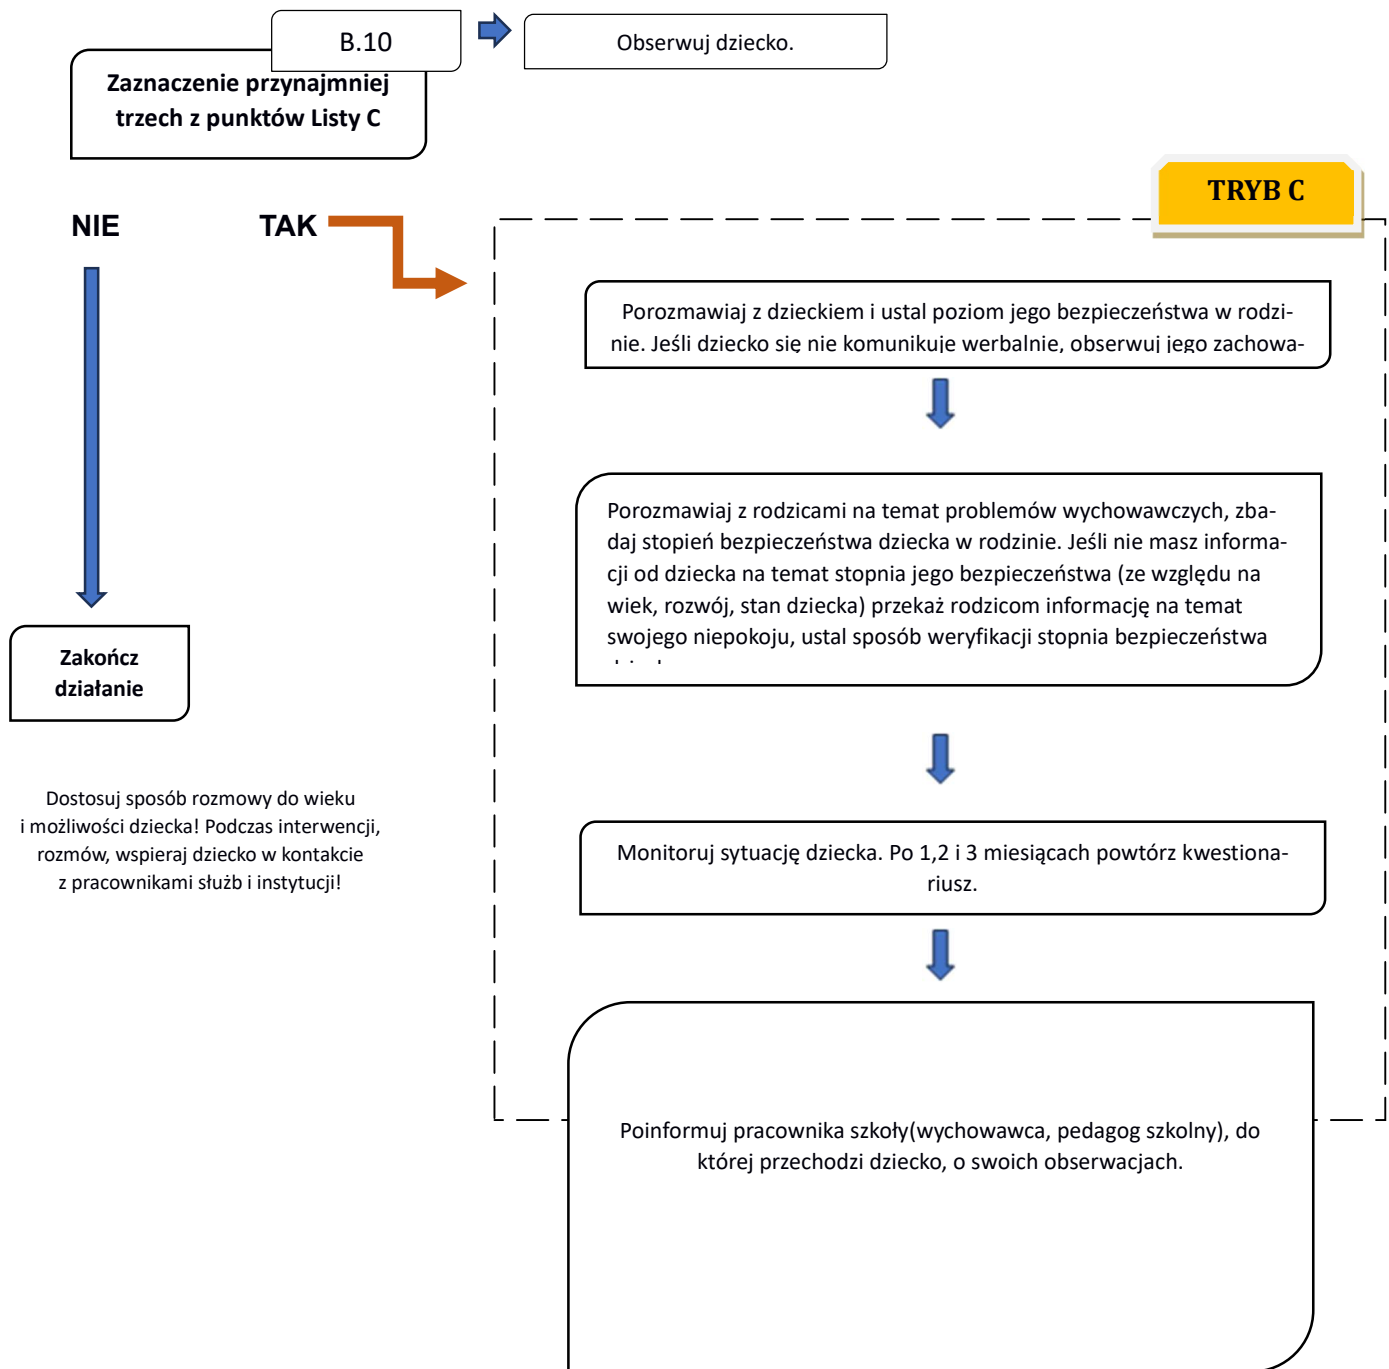 B.10
Obserwuj dziecko.
Zaznaczenie przynajmniej
trzech z punktów Listy C
TRYB C
NIE
TAK
Porozmawiaj z dzieckiem i ustal poziom jego bezpieczeństwa w rodzi-
nie. Jeśli dziecko się nie komunikuje werbalnie, obserwuj jego zachowa-
Porozmawiaj z rodzicami na temat problemów wychowawczych, zba-
daj stopień bezpieczeństwa dziecka w rodzinie. Jeśli nie masz informa-
cji od dziecka na temat stopnia jego bezpieczeństwa (ze względu na
wiek, rozwój, stan dziecka) przekaż rodzicom informację na temat
swojego niepokoju, ustal sposób weryfikacji stopnia bezpieczeństwa
Zakończ
działanie
Dostosuj sposób rozmowy do wieku
i możliwości dziecka! Podczas interwencji,
rozmów, wspieraj dziecko w kontakcie
z pracownikami służb i instytucji!
Monitoruj sytuację dziecka. Po 1,2 i 3 miesiącach powtórz kwestiona-
riusz.
Poinformuj pracownika szkoły(wychowawca, pedagog szkolny), do
której przechodzi dziecko, o swoich obserwacjach.